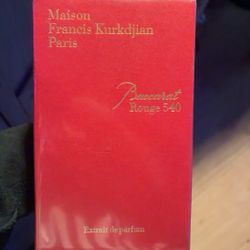 Maison
Francis Kurkdjian
Paris
Baccarat
Rouge 540
Extrait de parfum